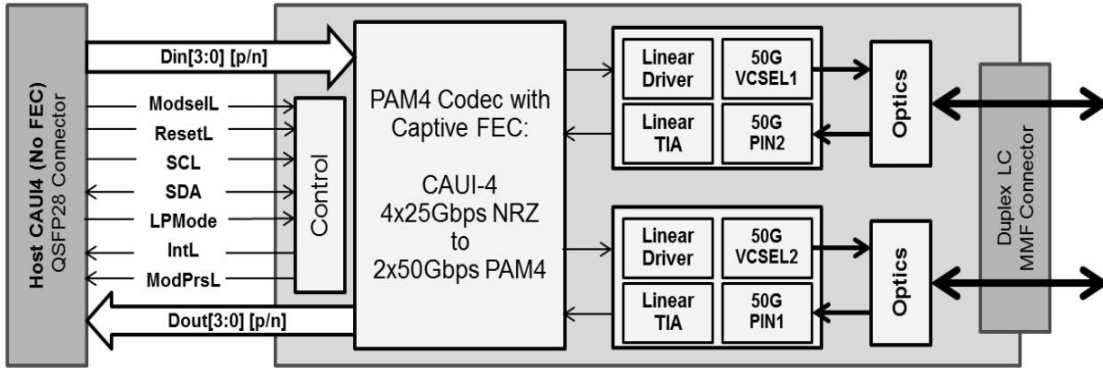 Host CAUI4 (No FEC)
QSFP28 Connector
Din[3:0] [p/n]
ModselL
ResetL
SCL
SDA
LPMode
IntL
ModPrsL
Dout[3:0] [p/n]
Control
PAM4 Codec with
Captive FEC:
CAUI-4
4x25Gbps NRZ
to
2x50Gbps PAM4
Linear
Driver
50G
VCSEL1
Linear
TIA
50G
PIN2
Optics
Linear
Driver
50G
VCSEL2
Linear
TIA
50G
PIN1
Optics
Duplex LC
MMF Connector